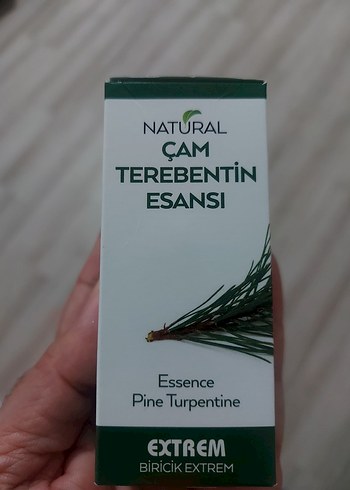 NATURAL
ÇAM
TEREBENTİN
ESANSI
Essence
Pine Turpentine
EXTREM
BİRİCİK EXTREM